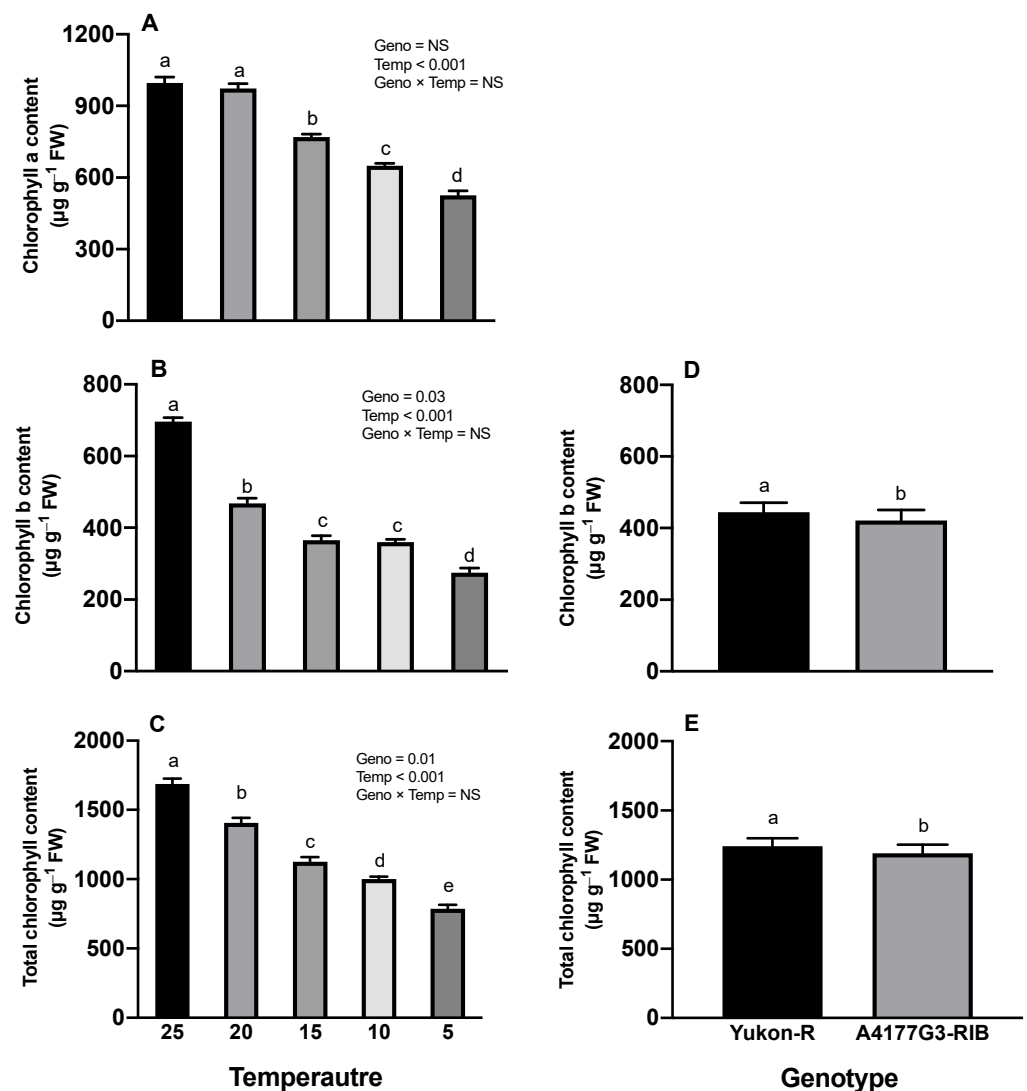 A
Chlorophyll a content
(µg g⁻¹ FW)
1200
900
600
300
0
a
a
b
c
d
Geno = NS
Temp < 0.001
Geno × Temp = NS
B
Chlorophyll b content
(µg g⁻¹ FW)
800
600
400
200
0
a
b
c
c
d
Geno = 0.03
Temp < 0.001
Geno × Temp = NS
D
Chlorophyll b content
(µg g⁻¹ FW)
800
600
400
200
0
a
b
C
Total chlorophyll content
(µg g⁻¹ FW)
2000
1500
1000
500
0
a
b
c
d
e
Geno = 0.01
Temp < 0.001
Geno × Temp = NS
25 20 15 10 5
Temperautre
E
Total chlorophyll content
(µg g⁻¹ FW)
2000
1500
1000
500
0
a
b
Yukon-R A4177G3-RIB
Genotype